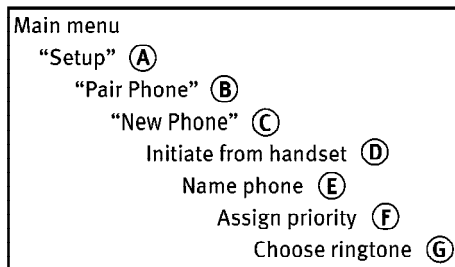 Main menu
“Setup” Ⓐ
“Pair Phone” Ⓑ
“New Phone” Ⓒ
Initiate from handset Ⓓ
Name phone Ⓔ
Assign priority Ⓕ
Choose ringtone Ⓖ